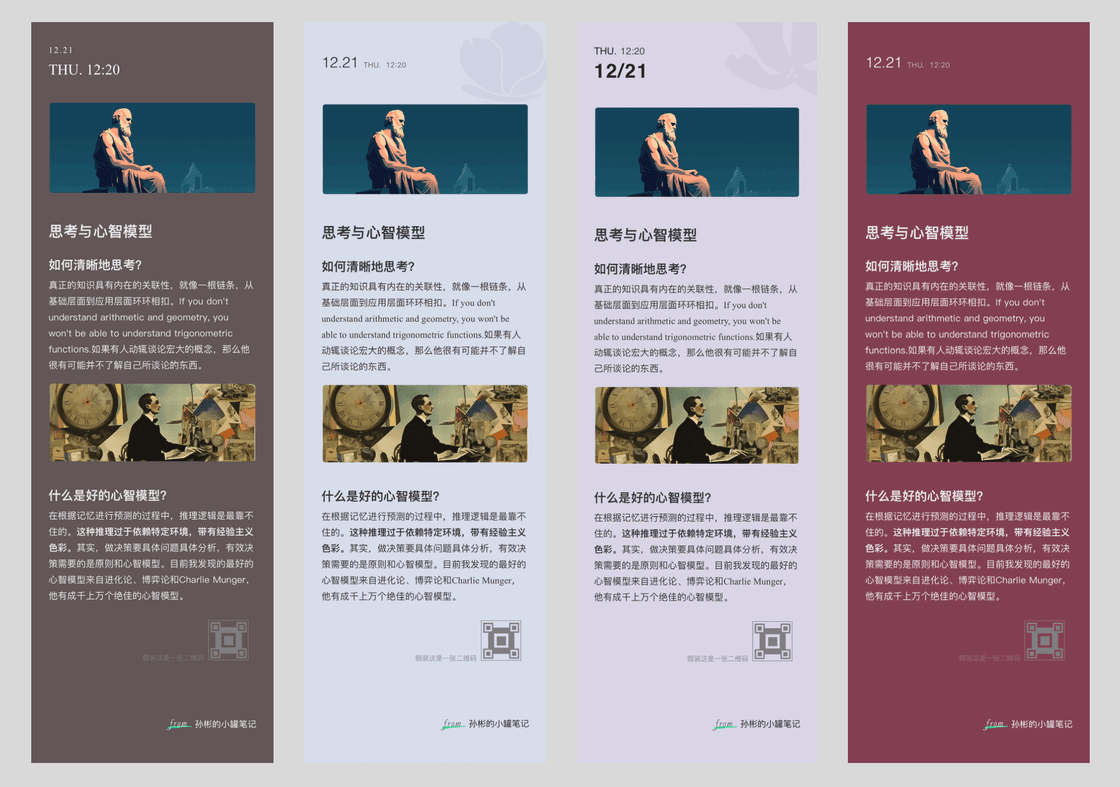 12.21
THU. 12:20
思考与心智模型
如何清晰地思考?
真正的知识具有内在的关联性，就像一根链条，从
基础层面到应用层面环环相扣。If you don't
understand arithmetic and geometry, you
won't be able to understand trigonometric
functions.如果有人动辄谈论宏大的概念，那么他
很有可能并不了解自己所谈论的东西。
什么是好的心智模型?
在根据记忆进行预测的过程中，推理逻辑是最靠不
住的。这种推理过于依赖特定环境，带有经验主义
色彩。其实，做决策要具体问题具体分析，有效决
策需要的是原则和心智模型。目前我发现的最好的
心智模型来自进化论、博弈论和Charlie Munger,
他有成千上万个绝佳的心智模型。
假装这是一张二维码
from 孙彬的小罐笔记
12.21 THU. 12:20
思考与心智模型
如何清晰地思考?
真正的知识具有内在的关联性，就像一根链条，从
基础层面到应用层面环环相扣。If you don't
understand arithmetic and geometry, you won't be
able to understand trigonometric functions.如果有人
动辄谈论宏大的概念，那么他很有可能并不了解自
己所谈论的东西。
什么是好的心智模型?
在根据记忆进行预测的过程中，推理逻辑是最靠不
住的。这种推理过于依赖特定环境，带有经验主义
色彩。其实，做决策要具体问题具体分析，有效决
策需要的是原则和心智模型。目前我发现的最好的
心智模型来自进化论、博弈论和Charlie Munger,
他有成千上万个绝佳的心智模型。
假装这是一张二维码
from 孙彬的小罐笔记
THU. 12:20
12/21
思考与心智模型
如何清晰地思考?
真正的知识具有内在的关联性，就像一根链条，从
基础层面到应用层面环环相扣。If you don't
understand arithmetic and geometry, you won't be
able to understand trigonometric functions.如果有人
动辄谈论宏大的概念，那么他很有可能并不了解自
己所谈论的东西。
什么是好的心智模型?
在根据记忆进行预测的过程中，推理逻辑是最靠不
住的。这种推理过于依赖特定环境，带有经验主义
色彩。其实，做决策要具体问题具体分析，有效决
策需要的是原则和心智模型。目前我发现的最好的
心智模型来自进化论、博弈论和Charlie Munger,
他有成千上万个绝佳的心智模型。
假装这是一张二维码
from 孙彬的小罐笔记
12.21 THU. 12:20
思考与心智模型
如何清晰地思考?
真正的知识具有内在的关联性，就像一根链条，从
基础层面到应用层面环环相扣。If you don't
understand arithmetic and geometry, you
won't be able to understand trigonometric
functions.如果有人动辄谈论宏大的概念，那么他
很有可能并不了解自己所谈论的东西。
什么是好的心智模型?
在根据记忆进行预测的过程中，推理逻辑是最靠不
住的。这种推理过于依赖特定环境，带有经验主义
色彩。其实，做决策要具体问题具体分析，有效决
策需要的是原则和心智模型。目前我发现的最好的
心智模型来自进化论、博弈论和Charlie Munger,
他有成千上万个绝佳的心智模型。
假装这是一张二维码
from 孙彬的小罐笔记